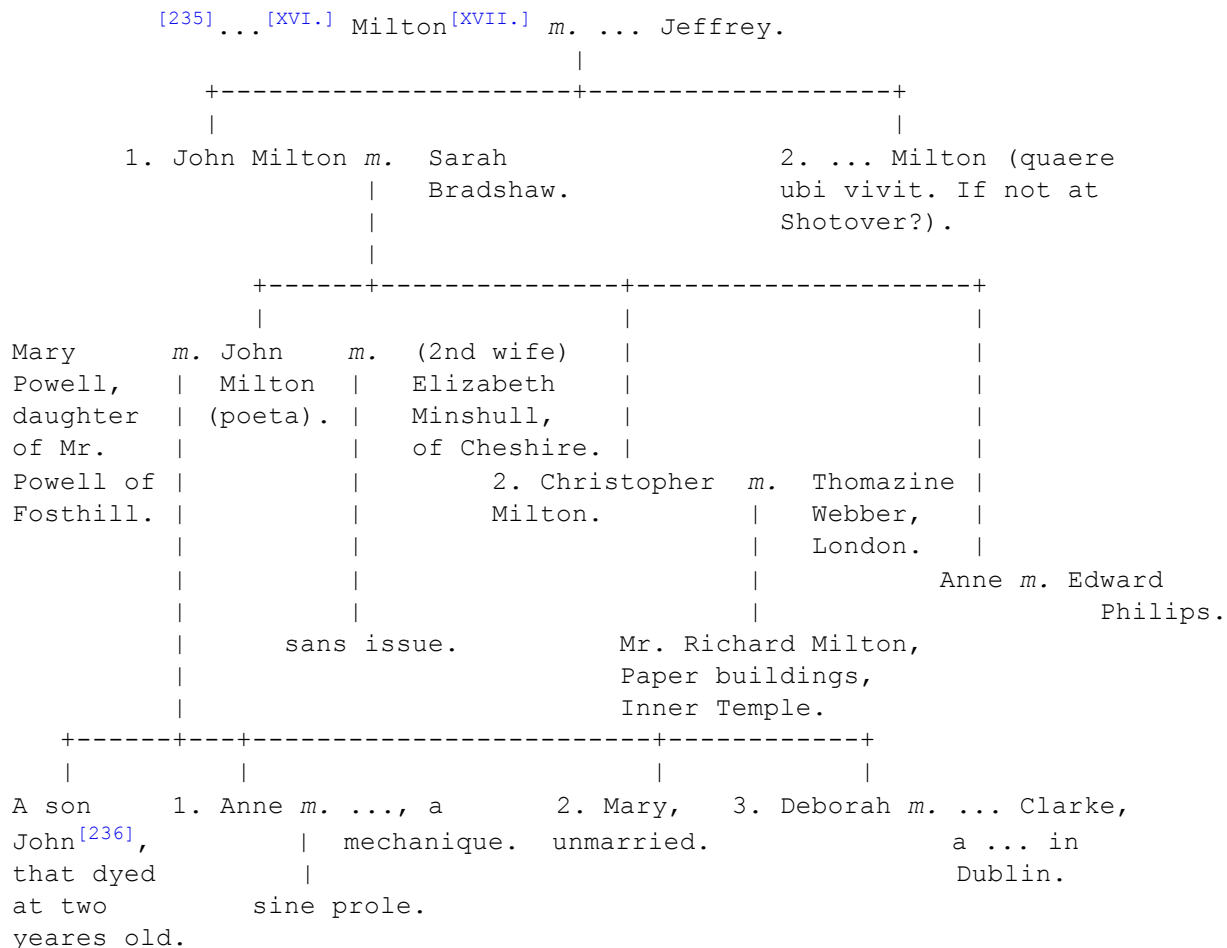 [235]...[XVI.] Milton[XVII.] m. ... Jeffrey.
1. John Milton m. Sarah Bradshaw.
2. ... Milton (quaere
ubi vivit. If not at
Shotover?).
Mary
Powell,
daughter
of Mr.
Powell of
Fosthill.
m. John
Milton
(poeta).
m. (2nd wife)
Elizabeth
Minshull,
of Cheshire.
2. Christopher
Milton.
m. Thomazine
Webber,
London.
Anne m. Edward
Philips.
sans issue.
Mr. Richard Milton,
Paper buildings,
Inner Temple.
A son
John[236],
that dyed
at two
yeares old.
1. Anne m. ..., a
mechanique.
sine prole.
2. Mary,
unmarried.
3. Deborah m. ... Clarke,
a ... in
Dublin.